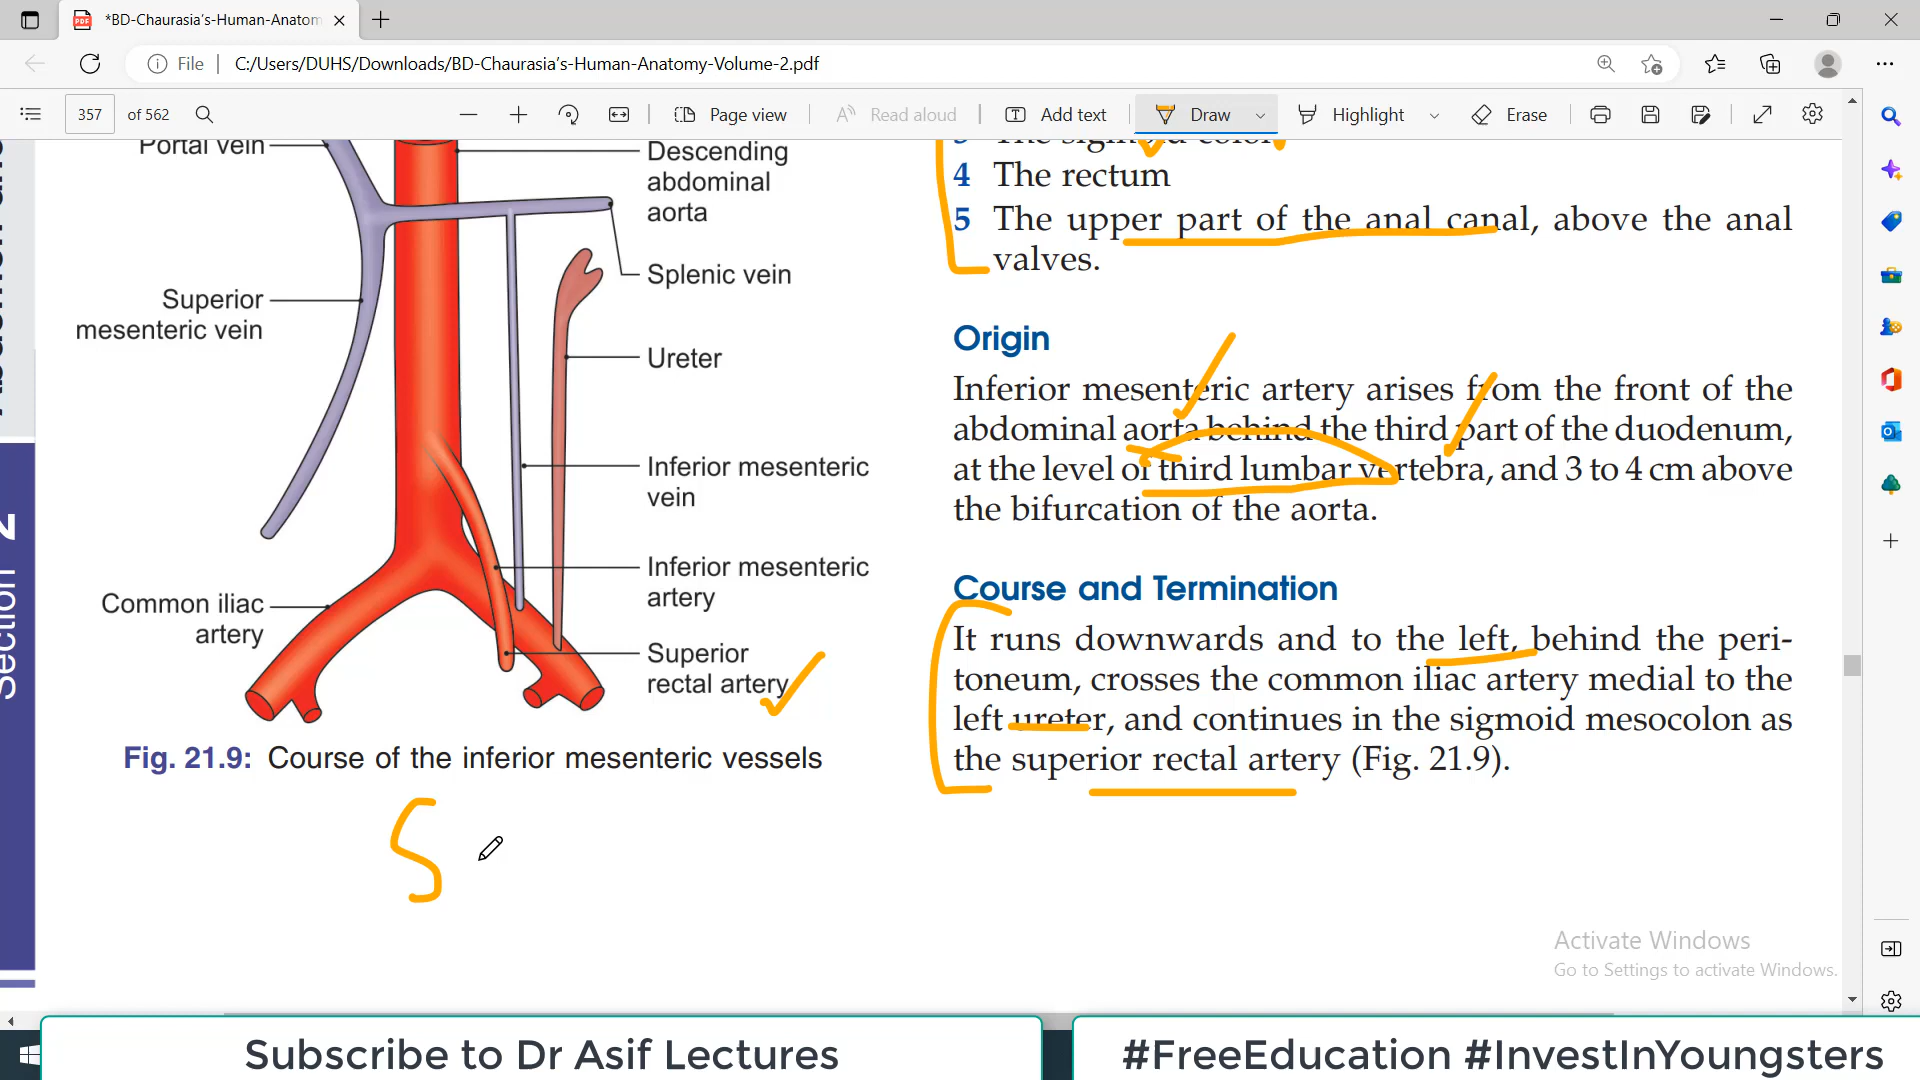 *BD-Chaurasia's-Human-Anatom
File
C:/Users/DUHS/Downloads/BD-Chaurasia's-Human-Anatomy-Volume-2.pdf
357 of 562
Page view
Read aloud
Add text
Draw
Highlight
Erase
Portal vein
Descending
abdominal
aorta
Splenic vein
Superior
mesenteric vein
Ureter
Inferior mesenteric
vein
Inferior mesenteric
artery
Common iliac
artery
Superior
rectal artery
Fig. 21.9: Course of the inferior mesenteric vessels
S
Section 2
3 The sigmoid colon
4 The rectum
5 The upper part of the anal canal, above the anal
valves.
Origin
Inferior mesenteric artery arises from the front of the
abdominal aorta behind the third part of the duodenum,
at the level of third lumbar vertebra, and 3 to 4 cm above
the bifurcation of the aorta.
Course and Termination
It runs downwards and to the left, behind the peri-
toneum, crosses the common iliac artery medial to the
left ureter, and continues in the sigmoid mesocolon as
the superior rectal artery (Fig. 21.9).
Activate Windows
Go to Settings to activate Windows.
Subscribe to Dr Asif Lectures
#FreeEducation #InvestInYoungsters